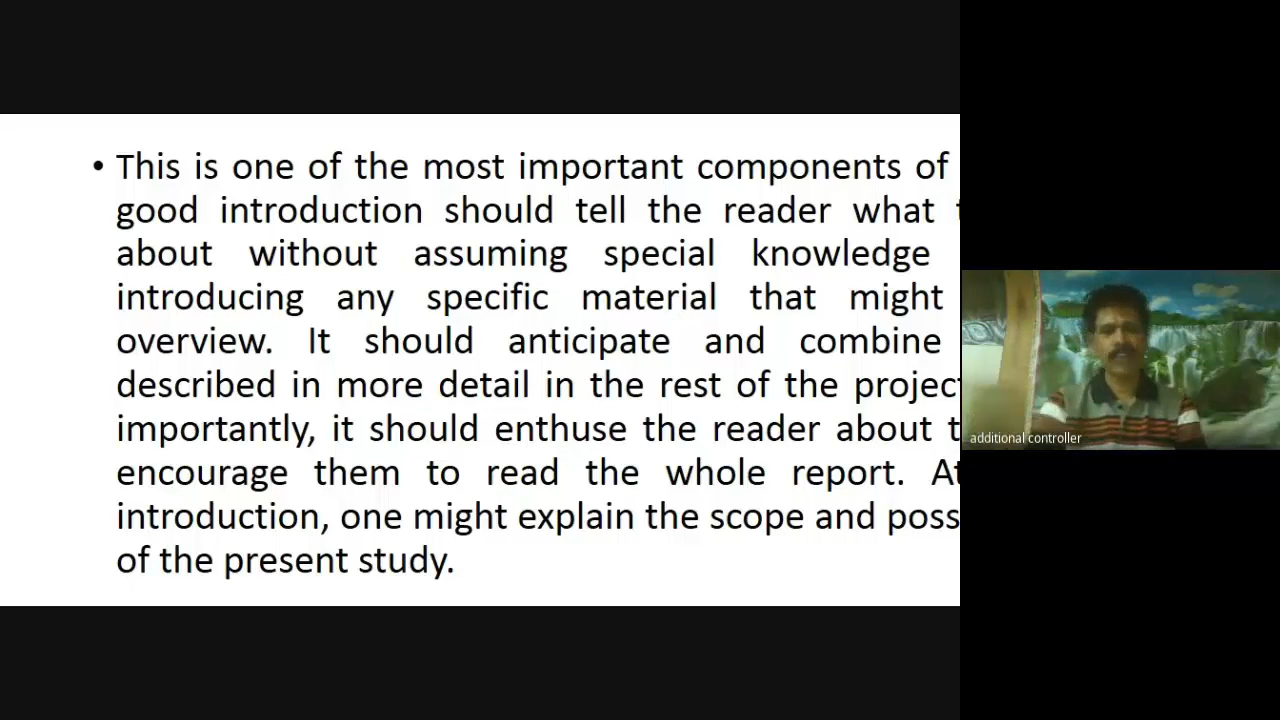 • This is one of the most important components of
good introduction should tell the reader what
about without assuming special knowledge
introducing any specific material that might
overview. It should anticipate and combine
described in more detail in the rest of the project
importantly, it should enthuse the reader about
encourage them to read the whole report.
introduction, one might explain the scope and
of the present study.
additional controller